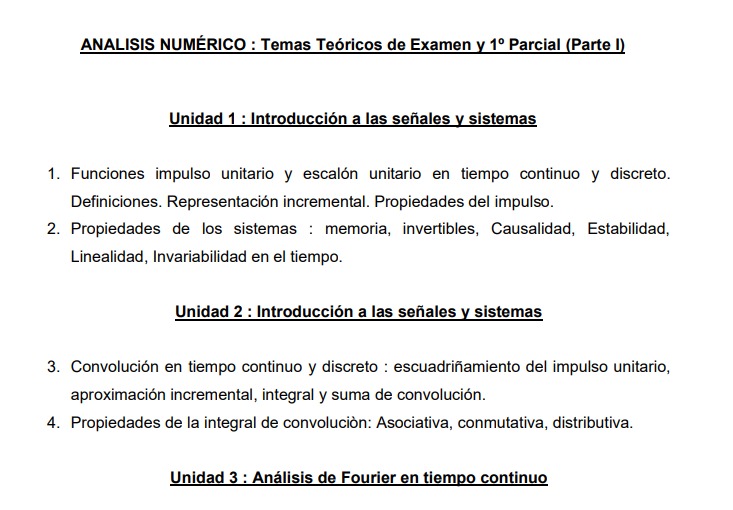 ANALISIS NUMÉRICO : Temas Teóricos de Examen y 1º Parcial (Parte I)
Unidad 1 : Introducción a las señales y sistemas
1. Funciones impulso unitario y escalón unitario en tiempo continuo y discreto.
Definiciones. Representación incremental. Propiedades del impulso.
2. Propiedades de los sistemas : memoria, invertibles, Causalidad, Estabilidad,
Linealidad, Invariabilidad en el tiempo.
Unidad 2 : Introducción a las señales y sistemas
3. Convolución en tiempo continuo y discreto : escuadriñamiento del impulso unitario,
aproximación incremental, integral y suma de convolución.
4. Propiedades de la integral de convoluciòn: Asociativa, conmutativa, distributiva.
Unidad 3 : Análisis de Fourier en tiempo continuo